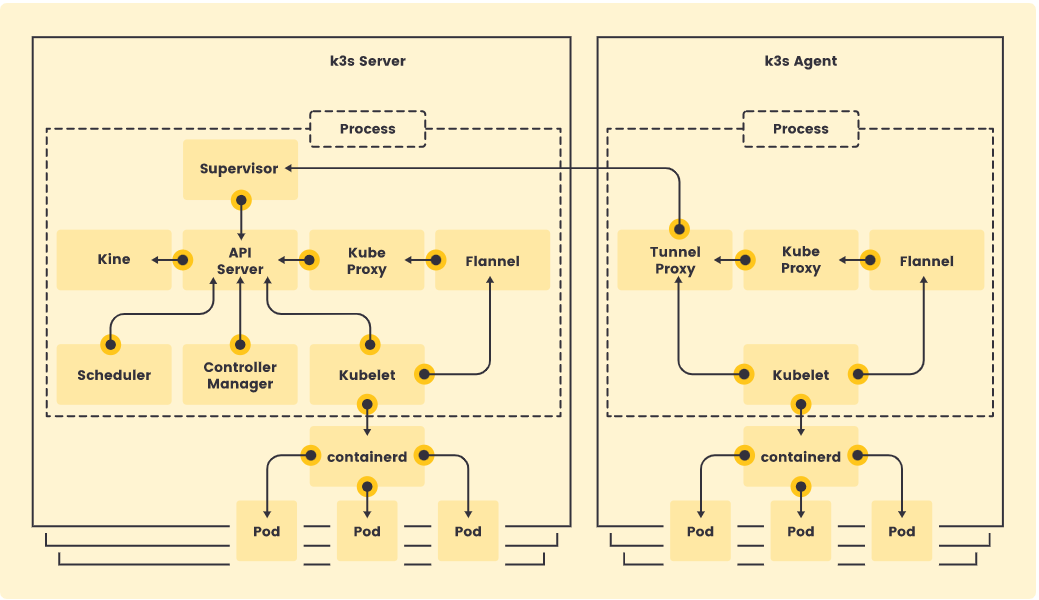 k3s Server
Process
Supervisor
Kine
API
Server
Kube
Proxy
Flannel
Scheduler
Controller
Manager
Kubelet
containerd
Pod
Pod
Pod
k3s Agent
Process
Tunnel
Proxy
Kube
Proxy
Flannel
Kubelet
containerd
Pod
Pod
Pod